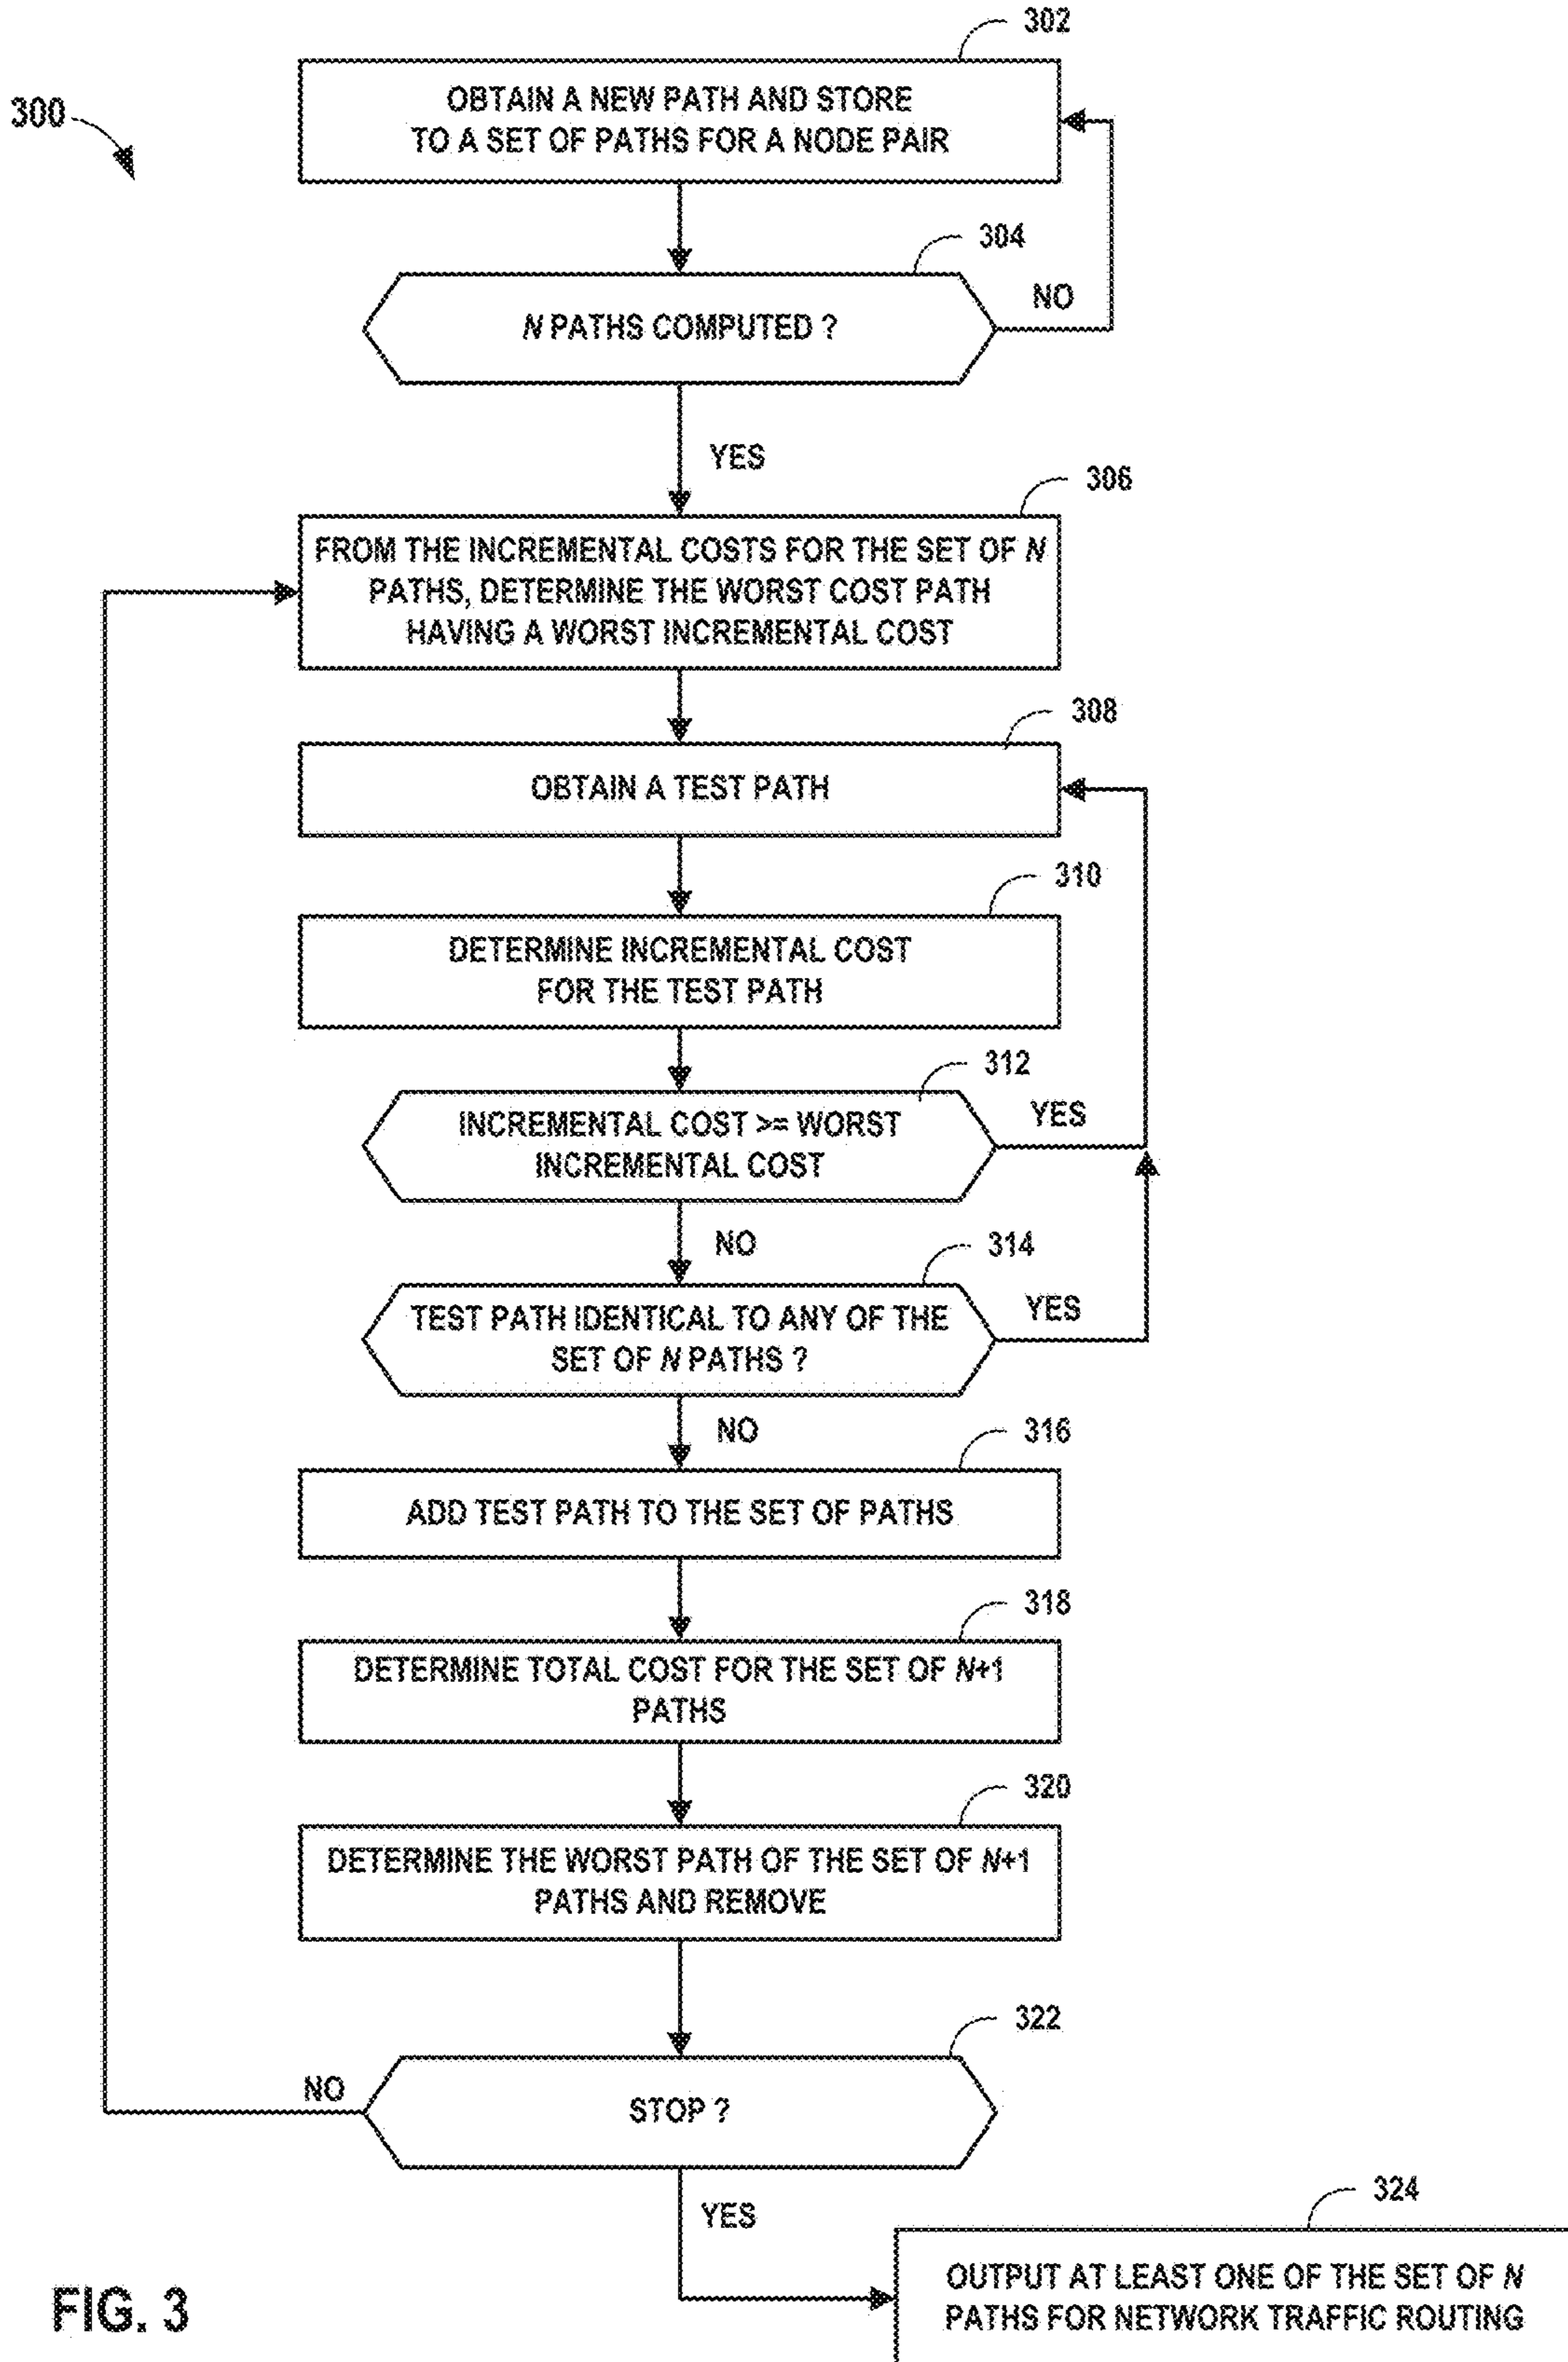 302
300
OBTAIN A NEW PATH AND STORE
TO A SET OF PATHS FOR A NODE PAIR
304
NO
N PATHS COMPUTED ?
YES
306
FROM THE INCREMENTAL COSTS FOR THE SET OF N
PATHS, DETERMINE THE WORST COST PATH
HAVING A WORST INCREMENTAL COST
308
OBTAIN A TEST PATH
310
DETERMINE INCREMENTAL COST
FOR THE TEST PATH
312
INCREMENTAL COST >= WORST
INCREMENTAL COST
YES
NO
314
TEST PATH IDENTICAL TO ANY OF THE
SET OF N PATHS ?
YES
NO
316
ADD TEST PATH TO THE SET OF PATHS
318
DETERMINE TOTAL COST FOR THE SET OF N+1
PATHS
320
DETERMINE THE WORST PATH OF THE SET OF N+1
PATHS AND REMOVE
322
NO
STOP ?
YES
324
OUTPUT AT LEAST ONE OF THE SET OF N
PATHS FOR NETWORK TRAFFIC ROUTING
FIG. 3